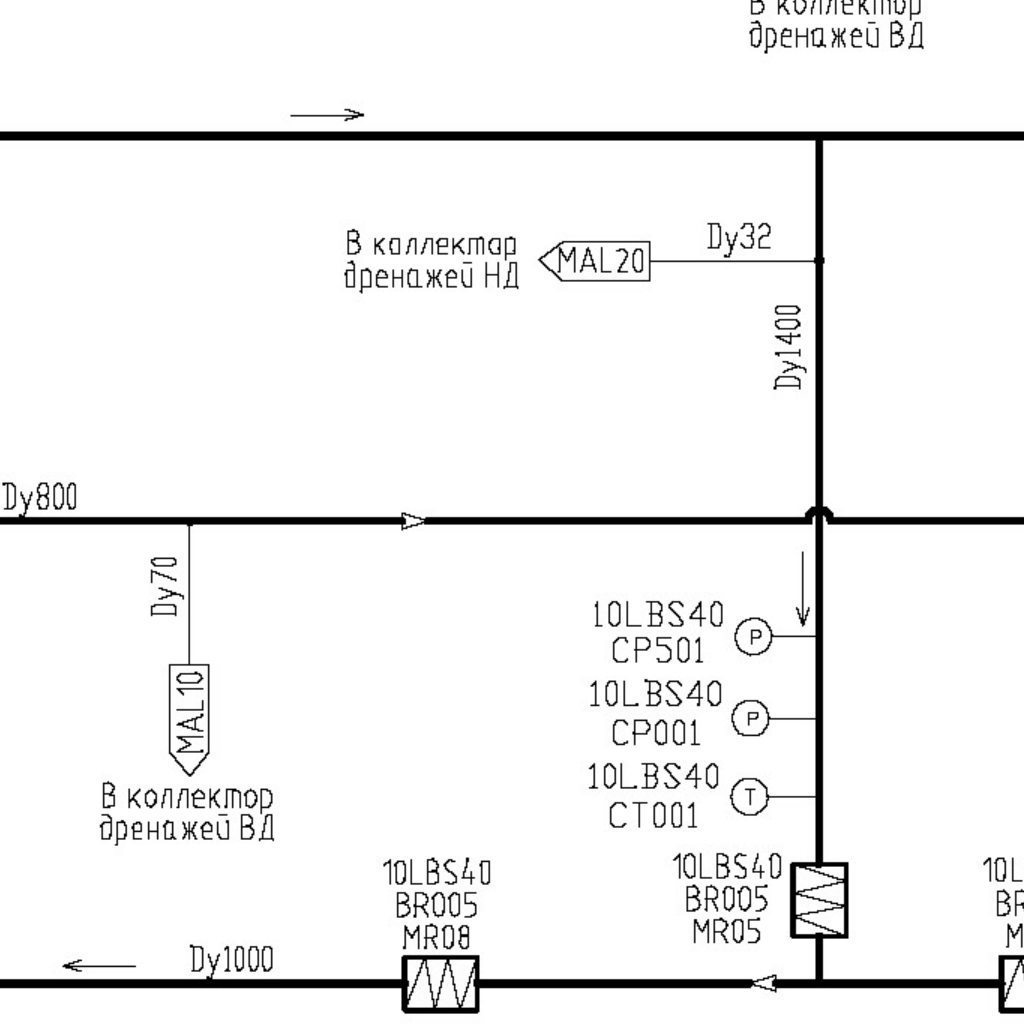 В коллектор
дренажей ВД
В коллектор
дренажей НД
MAL20
Dy32
Dy1400
Dy800
Dy70
MAL10
В коллектор
дренажей ВД
10LBS40
CP501
P
10LBS40
CP001
P
10LBS40
CT001
T
10LBS40
BR005
MR08
10LBS40
BR005
MR05
10L
BR
M
Dy1000